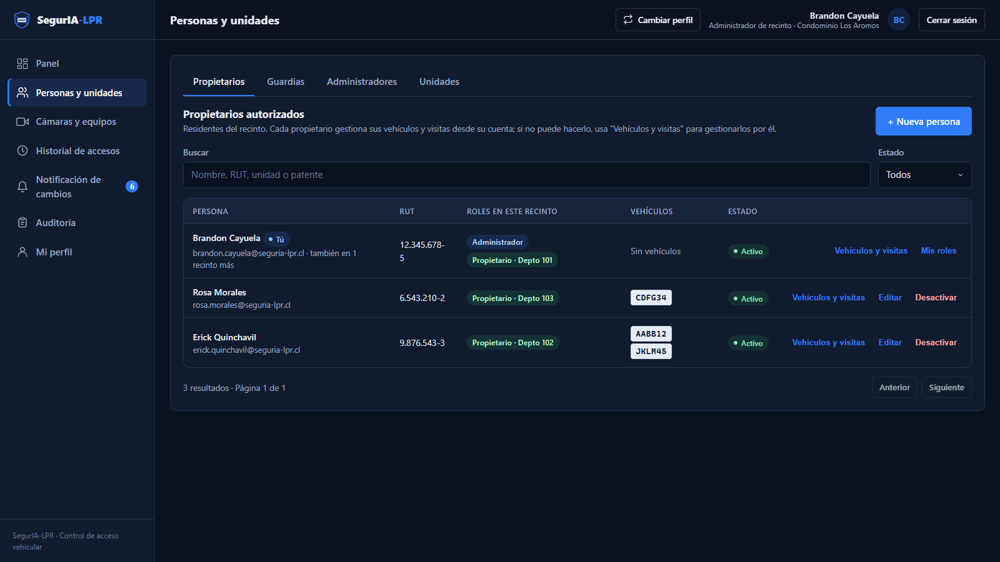 SegurIA-LPR
Personas y unidades
Cambiar perfil
Brandon Cayuela
Administrador de recinto · Condominio Los Aromos
BC
Cerrar sesión
Panel
Personas y unidades
Cámaras y equipos
Historial de accesos
Notificación de
cambios
6
Auditoría
Mi perfil
SegurIA-LPR · Control de acceso
vehicular
Propietarios
Guardias
Administradores
Unidades
Propietarios autorizados
Residentes del recinto. Cada propietario gestiona sus vehículos y visitas desde su cuenta; si no puede hacerlo, usa "Vehículos y visitas" para gestionarlos por él.
+ Nueva persona
Buscar
Estado
Nombre, RUT, unidad o patente
Todos
PERSONA RUT ROLES EN ESTE RECINTO VEHÍCULOS ESTADO
Brandon Cayuela Tú
brandon.cayuela@seguria-lpr.cl · también en 1
recinto más
12.345.678-
5
Administrador
Propietario · Depto 101
Sin vehículos
Activo
Vehículos y visitas Mis roles
Rosa Morales
rosa.morales@seguria-lpr.cl
6.543.210-2
Propietario · Depto 103
CDFG34
Activo
Vehículos y visitas Editar Desactivar
Erick Quinchavil
erick.quinchavil@seguria-lpr.cl
9.876.543-3
Propietario · Depto 102
AABB12
JKLM45
Activo
Vehículos y visitas Editar Desactivar
3 resultados · Página 1 de 1
Anterior
Siguiente